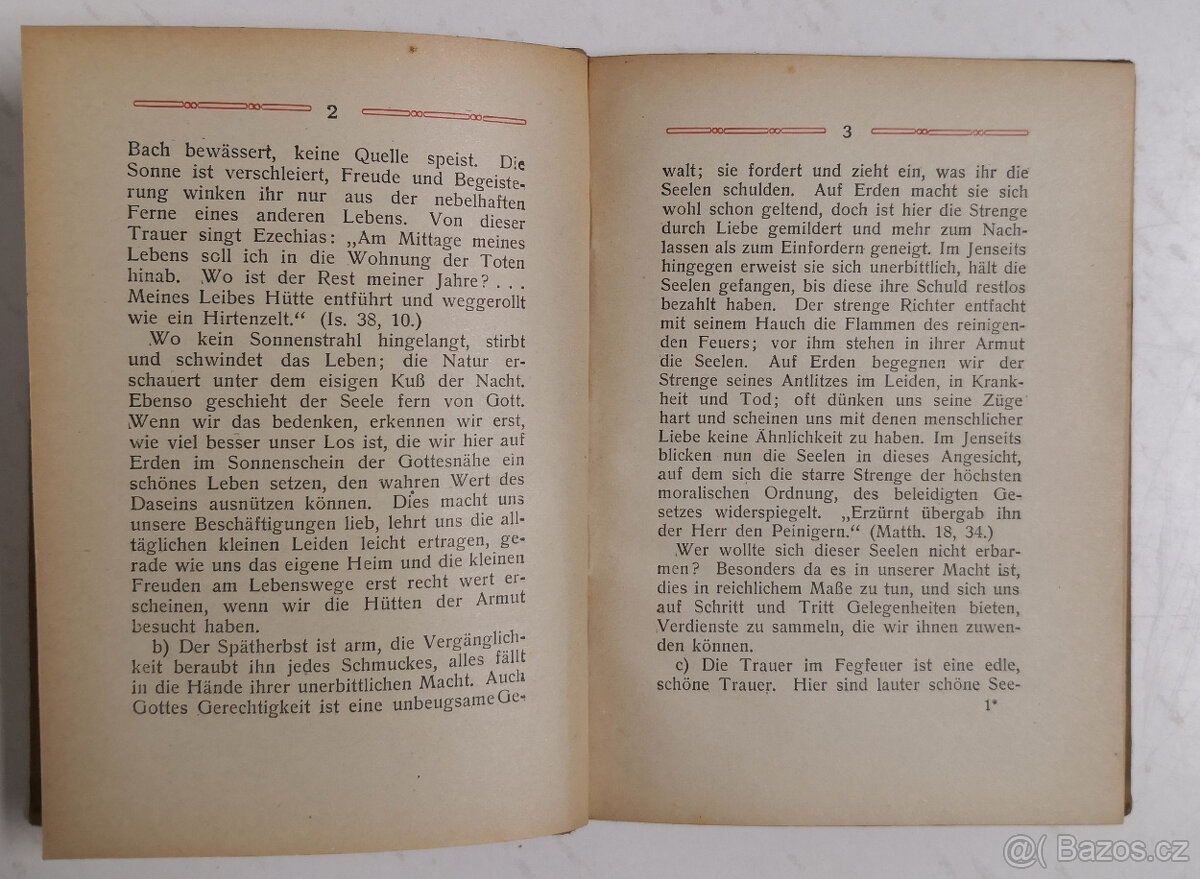 2
Bach bewässert, keine Quelle speist. Die
Sonne ist verschleiert, Freude und Begeiste-
rung winken ihr nur aus der nebelhaften
Ferne eines anderen Lebens. Von dieser
Trauer singt Ezechias: „Am Mittage meines
Lebens soll ich in die Wohnung der Toten
hinab. Wo ist der Rest meiner Jahre? . . .
Meines Leibes Hütte entführt und weggerollt
wie ein Hirtenzelt.“ (Is. 38, 10.)
Wo kein Sonnenstrahl hingelangt, stirbt
und schwindet das Leben; die Natur er-
schauert unter dem eisigen Kuß der Nacht.
Ebenso geschieht der Seele fern von Gott.
Wenn wir das bedenken, erkennen wir erst,
wie viel besser unser Los ist, die wir hier auf
Erden im Sonnenschein der Gottesnähe ein
schönes Leben setzen, den wahren Wert des
Daseins ausnützen können. Dies macht uns
unsere Beschäftigungen lieb, lehrt uns die all-
täglichen kleinen Leiden leicht ertragen, ge-
rade wie uns das eigene Heim und die kleinen
Freuden am Lebenswege erst recht wert er-
scheinen, wenn wir die Hütten der Armut
besucht haben.
b) Der Spätherbst ist arm, die Vergänglich-
keit beraubt ihn jedes Schmuckes, alles fällt
in die Hände ihrer unerbittlichen Macht. Auch
Gottes Gerechtigkeit ist eine unbeugsame Ge-
3
walt; sie fordert und zieht ein, was ihr die
Seelen schulden. Auf Erden macht sie sich
wohl schon geltend, doch ist hier die Strenge
durch Liebe gemildert und mehr zum Nach-
lassen als zum Einfordern geneigt. Im Jenseits
hingegen erweist sie sich unerbittlich, hält die
Seelen gefangen, bis diese ihre Schuld restlos
bezahlt haben. Der strenge Richter entfacht
mit seinem Hauch die Flammen des reinigen-
den Feuers; vor ihm stehen in ihrer Armut
die Seelen. Auf Erden begegnen wir der
Strenge seines Antlitzes im Leiden, in Krank-
heit und Tod; oft dünken uns seine Züge
hart und scheinen uns mit denen menschlicher
Liebe keine Ähnlichkeit zu haben. Im Jenseits
blicken nun die Seelen in dieses Angesicht,
auf dem sich die starre Strenge der höchsten
moralischen Ordnung, des beleidigten Ge-
setzes widerspiegelt. „Erzürnt übergab ihn
der Herr den Peinigern.“ (Matth. 18, 34.)
Wer wollte sich dieser Seelen nicht erbar-
men? Besonders da es in unserer Macht ist,
dies in reichlichem Maße zu tun, und sich uns
auf Schritt und Tritt Gelegenheiten bieten,
Verdienste zu sammeln, die wir ihnen zuwen-
den können.
c) Die Trauer im Fegfeuer ist eine edle,
schöne Trauer. Hier sind lauter schöne See-
1*
@( Bazos.cz